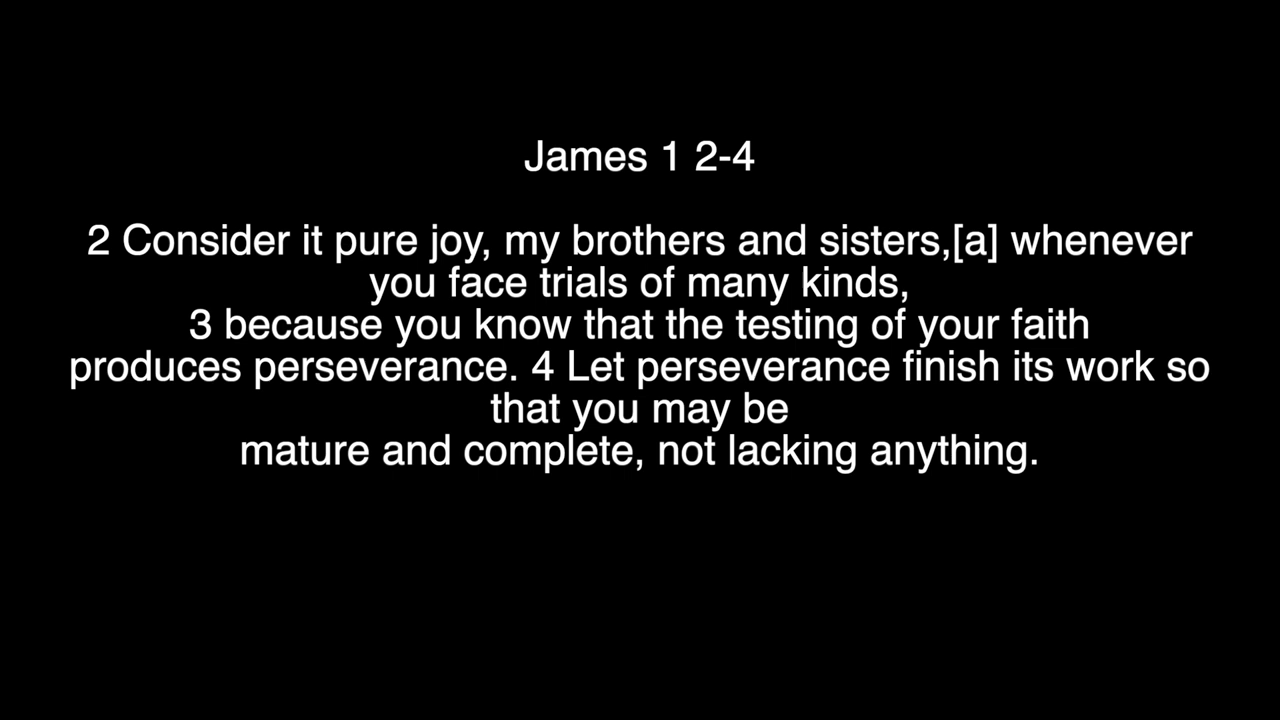 James 1 2-4
2 Consider it pure joy, my brothers and sisters,[a] whenever
you face trials of many kinds,
3 because you know that the testing of your faith
produces perseverance. 4 Let perseverance finish its work so
that you may be
mature and complete, not lacking anything.